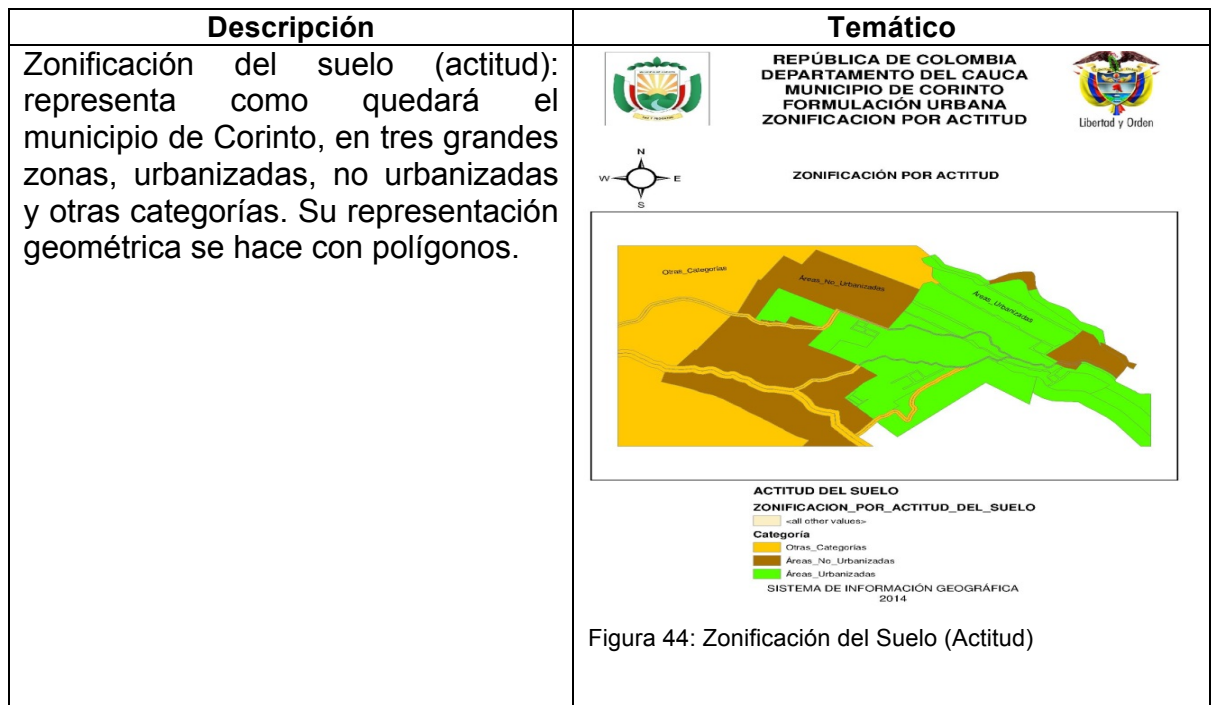 Descripción
Temático
Zonificación del suelo (actitud):
representa como quedará el
municipio de Corinto, en tres grandes
zonas, urbanizadas, no urbanizadas
y otras categorías. Su representación
geométrica se hace con polígonos.
REPÚBLICA DE COLOMBIA
DEPARTAMENTO DEL CAUCA
MUNICIPIO DE CORINTO
FORMULACIÓN URBANA
ZONIFICACION POR ACTITUD
Libertad y Orden
N
W
E
S
ZONIFICACIÓN POR ACTITUD
Otras_Categorías
Áreas_No_Urbanizadas
Áreas_Urbanizadas
ACTITUD DEL SUELO
ZONIFICACION_POR_ACTITUD_DEL_SUELO
<all other values>
Categoría
Otras_Categorías
Áreas_No_Urbanizadas
Áreas_Urbanizadas
SISTEMA DE INFORMACIÓN GEOGRÁFICA
2014
Figura 44: Zonificación del Suelo (Actitud)